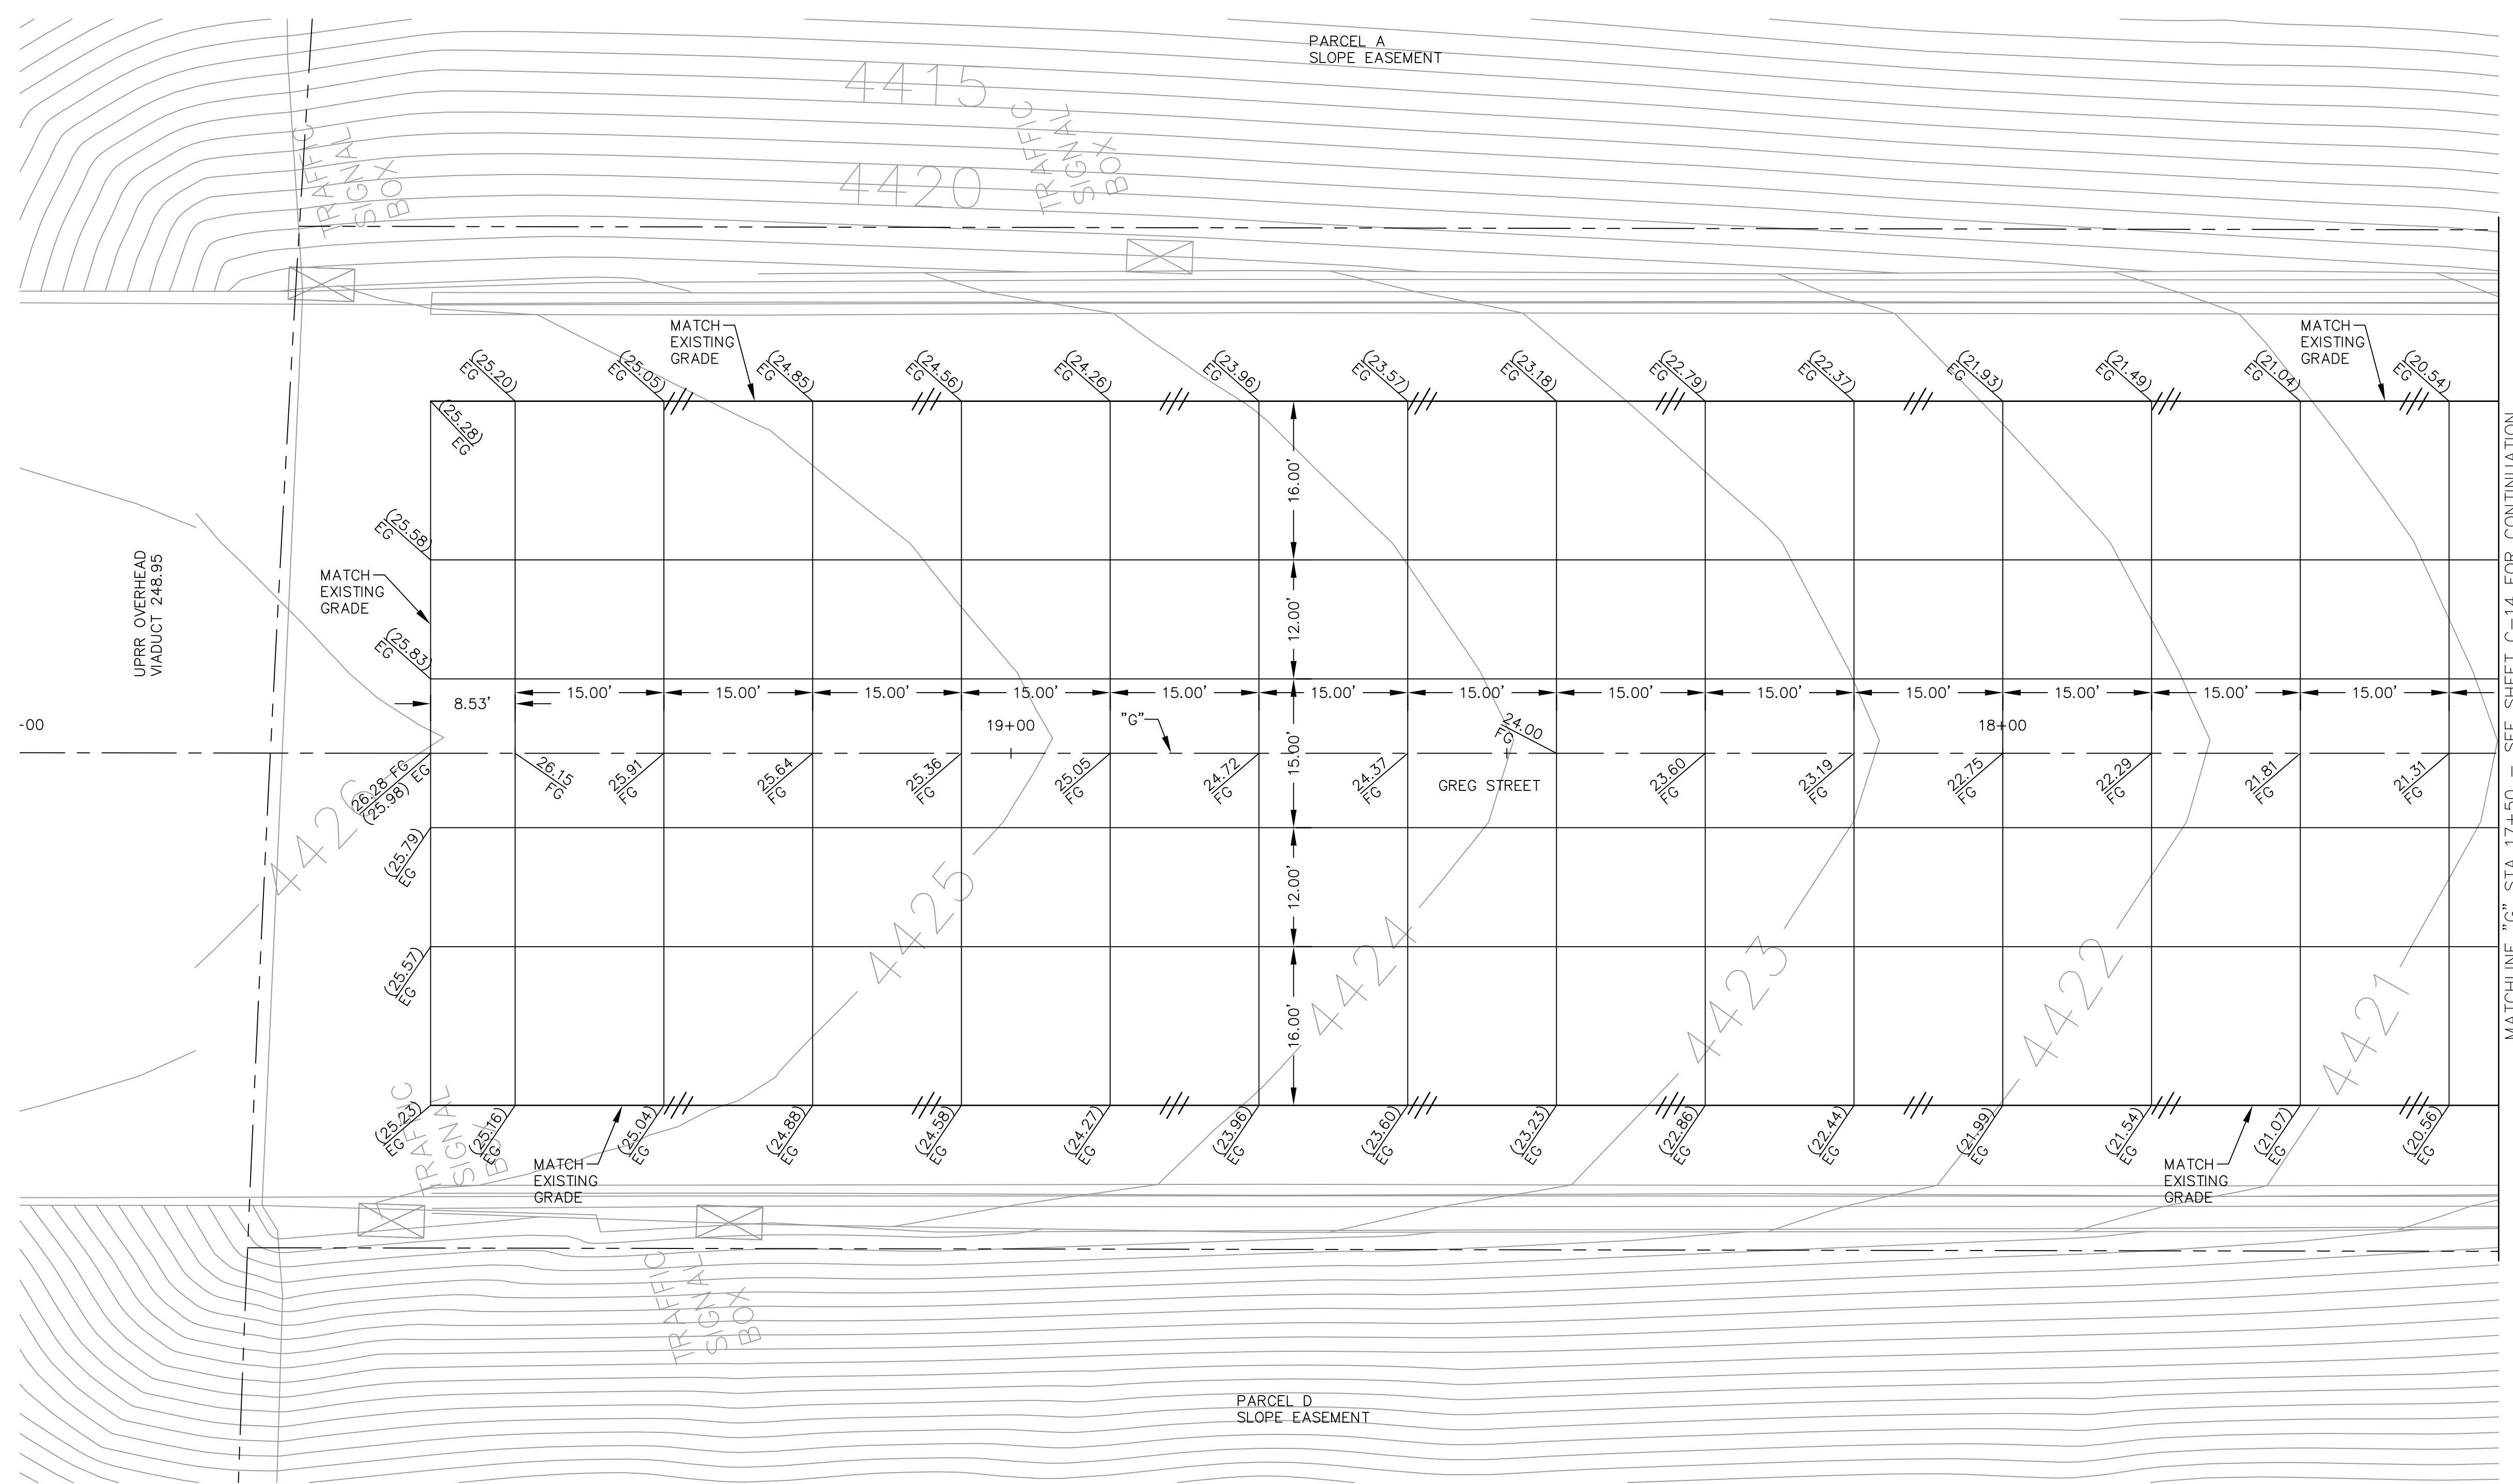 PARCEL A
SLOPE EASEMENT
4415
4420
TRAFFIC
SIGNAL
BOX
TRAFFIC
SIGNAL
BOX
MATCH
EXISTING
GRADE
MATCH
EXISTING
GRADE
(25.20)
EG
(25.05)
EG
(24.85)
EG
(24.56)
EG
(24.26)
EG
(23.96)
EG
(23.57)
EG
(23.18)
EG
(22.79)
EG
(22.37)
EG
(21.93)
EG
(21.49)
EG
(21.04)
EG
(20.54)
EG
(25.28)
EG
16.00'
(25.58)
EG
UPRR OVERHEAD
VIADUCT 248.95
MATCH
EXISTING
GRADE
12.00'
(25.83)
EG
8.53'
15.00'
15.00'
15.00'
15.00'
15.00'
15.00'
15.00'
15.00'
15.00'
15.00'
15.00'
15.00'
15.00'
-00
19+00
"G"
24.00
FG
18+00
15.00'
GREG STREET
26.28 FG
(25.98) EG
26.15
FG
25.91
FG
25.64
FG
25.36
FG
25.05
FG
24.72
FG
24.37
FG
23.60
FG
23.19
FG
22.75
FG
22.29
FG
21.81
FG
21.31
FG
(25.79)
EG
4426
4425
4424
4423
4422
4421
12.00'
(25.57)
EG
16.00'
(25.23)
EG
(25.16)
EG
(25.04)
EG
(24.88)
EG
(24.58)
EG
(24.27)
EG
(23.96)
EG
(23.60)
EG
(23.23)
EG
(22.86)
EG
(22.44)
EG
(21.99)
EG
(21.54)
EG
(21.07)
EG
(20.56)
EG
TRAFFIC
SIGNAL
BOX
MATCH
EXISTING
GRADE
MATCH
EXISTING
GRADE
TRAFFIC
SIGNAL
BOX
PARCEL D
SLOPE EASEMENT
MATCHLINE "G" STA 17+50 – SEE SHEET C-14 FOR CONTINUATION